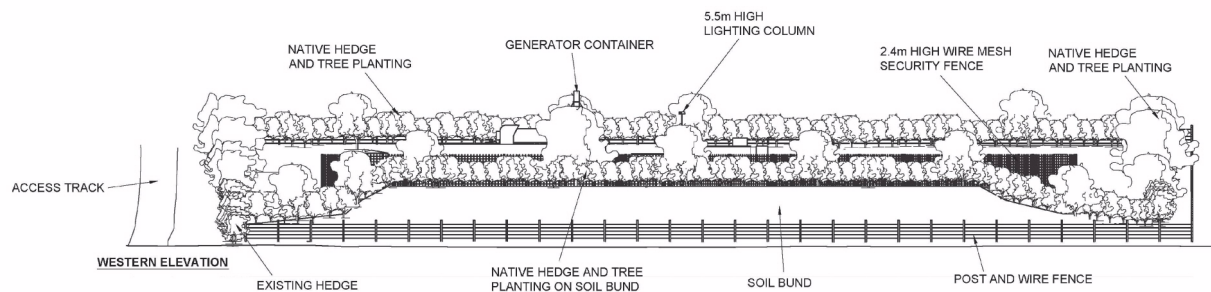 5.5m HIGH
LIGHTING COLUMN
GENERATOR CONTAINER
NATIVE HEDGE
AND TREE PLANTING
2.4m HIGH WIRE MESH
SECURITY FENCE
NATIVE HEDGE
AND TREE PLANTING
ACCESS TRACK
WESTERN ELEVATION
EXISTING HEDGE
NATIVE HEDGE AND TREE
PLANTING ON SOIL BUND
SOIL BUND
POST AND WIRE FENCE